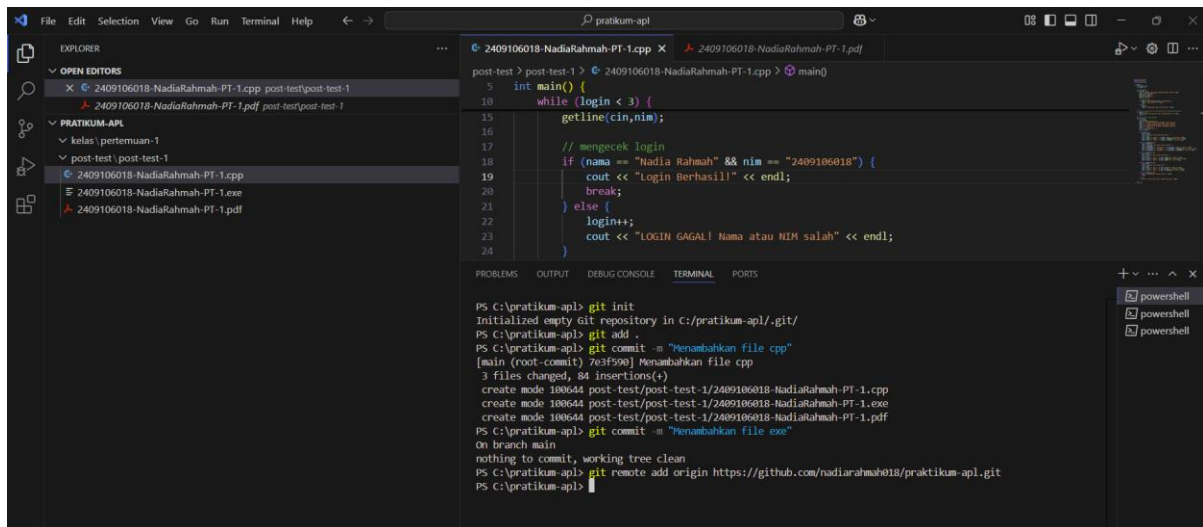 File Edit Selection View Go Run Terminal Help
pratikum-apl
EXPLORER
OPEN EDITORS
2409106018-NadiaRahmah-PT-1.cpp post-test\post-test-1
2409106018-NadiaRahmah-PT-1.pdf post-test\post-test-1
PRATIKUM-APL
kelas\pertemuan-1
post-test\post-test-1
2409106018-NadiaRahmah-PT-1.cpp
2409106018-NadiaRahmah-PT-1.exe
2409106018-NadiaRahmah-PT-1.pdf
2409106018-NadiaRahmah-PT-1.cpp
2409106018-NadiaRahmah-PT-1.pdf
post-test > post-test-1 > 2409106018-NadiaRahmah-PT-1.cpp > main()
5 int main() {
10 while (login < 3) {
15 getline(cin,nim);
16
17 // mengecek login
18 if (nama == "Nadia Rahmah" && nim == "2409106018") {
19 cout << "Login Berhasil!" << endl;
20 break;
21 } else {
22 login++;
23 cout << "LOGIN GAGAL! Nama atau NIM salah" << endl;
24 }
PROBLEMS OUTPUT DEBUG CONSOLE TERMINAL PORTS
PS C:\pratikum-apl> git init
Initialized empty Git repository in C:/pratikum-apl/.git/
PS C:\pratikum-apl> git add .
PS C:\pratikum-apl> git commit -m "Menambahkan file cpp"
[main (root-commit) 7e3f590] Menambahkan file cpp
3 files changed, 84 insertions(+)
create mode 100644 post-test/post-test-1/2409106018-NadiaRahmah-PT-1.cpp
create mode 100644 post-test/post-test-1/2409106018-NadiaRahmah-PT-1.exe
create mode 100644 post-test/post-test-1/2409106018-NadiaRahmah-PT-1.pdf
PS C:\pratikum-apl> git commit -m "Menambahkan file exe"
On branch main
nothing to commit, working tree clean
PS C:\pratikum-apl> git remote add origin https://github.com/nadiarahmah018/praktikum-apl.git
PS C:\pratikum-apl>
powershell
powershell
powershell